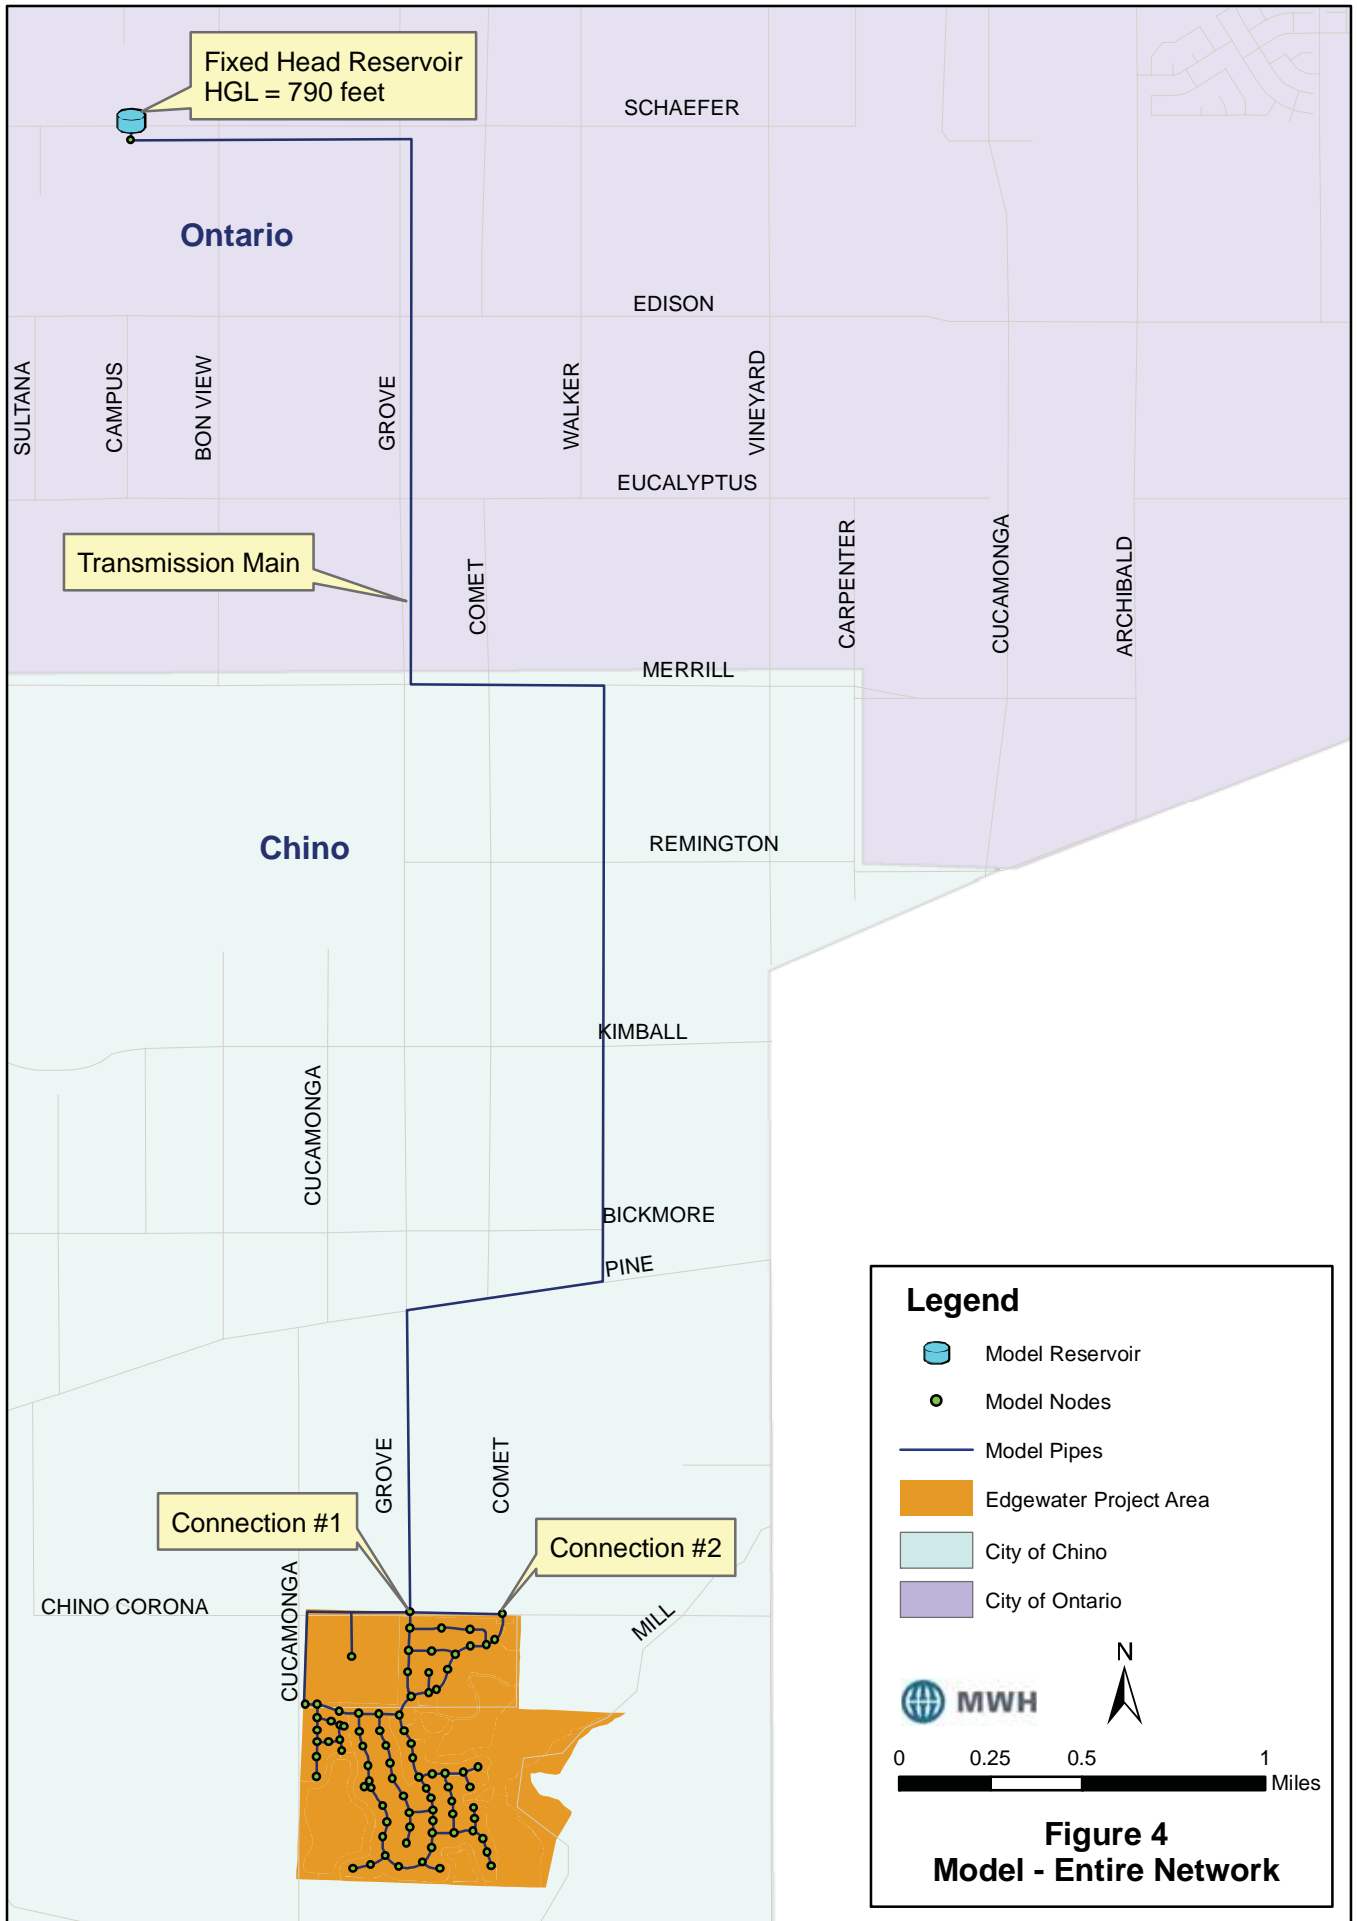 Fixed Head Reservoir
HGL = 790 feet
SCHAEFER
Ontario
EDISON
SULTANA
CAMPUS
BON VIEW
GROVE
WALKER
VINEYARD
EUCALYPTUS
Transmission Main
COMET
CARPENTER
CUCAMONGA
ARCHIBALD
MERRILL
Chino
REMINGTON
KIMBALL
CUCAMONGA
BICKMORE
PINE
GROVE
COMET
Connection #1
Connection #2
CHINO CORONA
CUCAMONGA
MILL
Legend
Model Reservoir
Model Nodes
Model Pipes
Edgewater Project Area
City of Chino
City of Ontario
MWH
N
0 0.25 0.5 1
Miles
Figure 4
Model - Entire Network